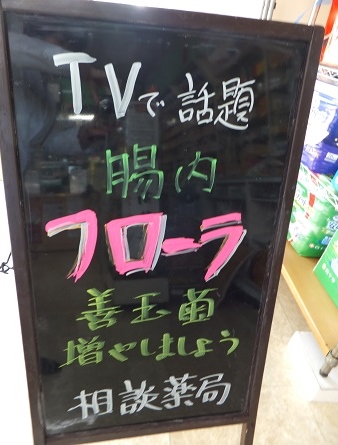 TVで話題
腸内
フローラ
善玉菌
増やしましょう
相談薬局